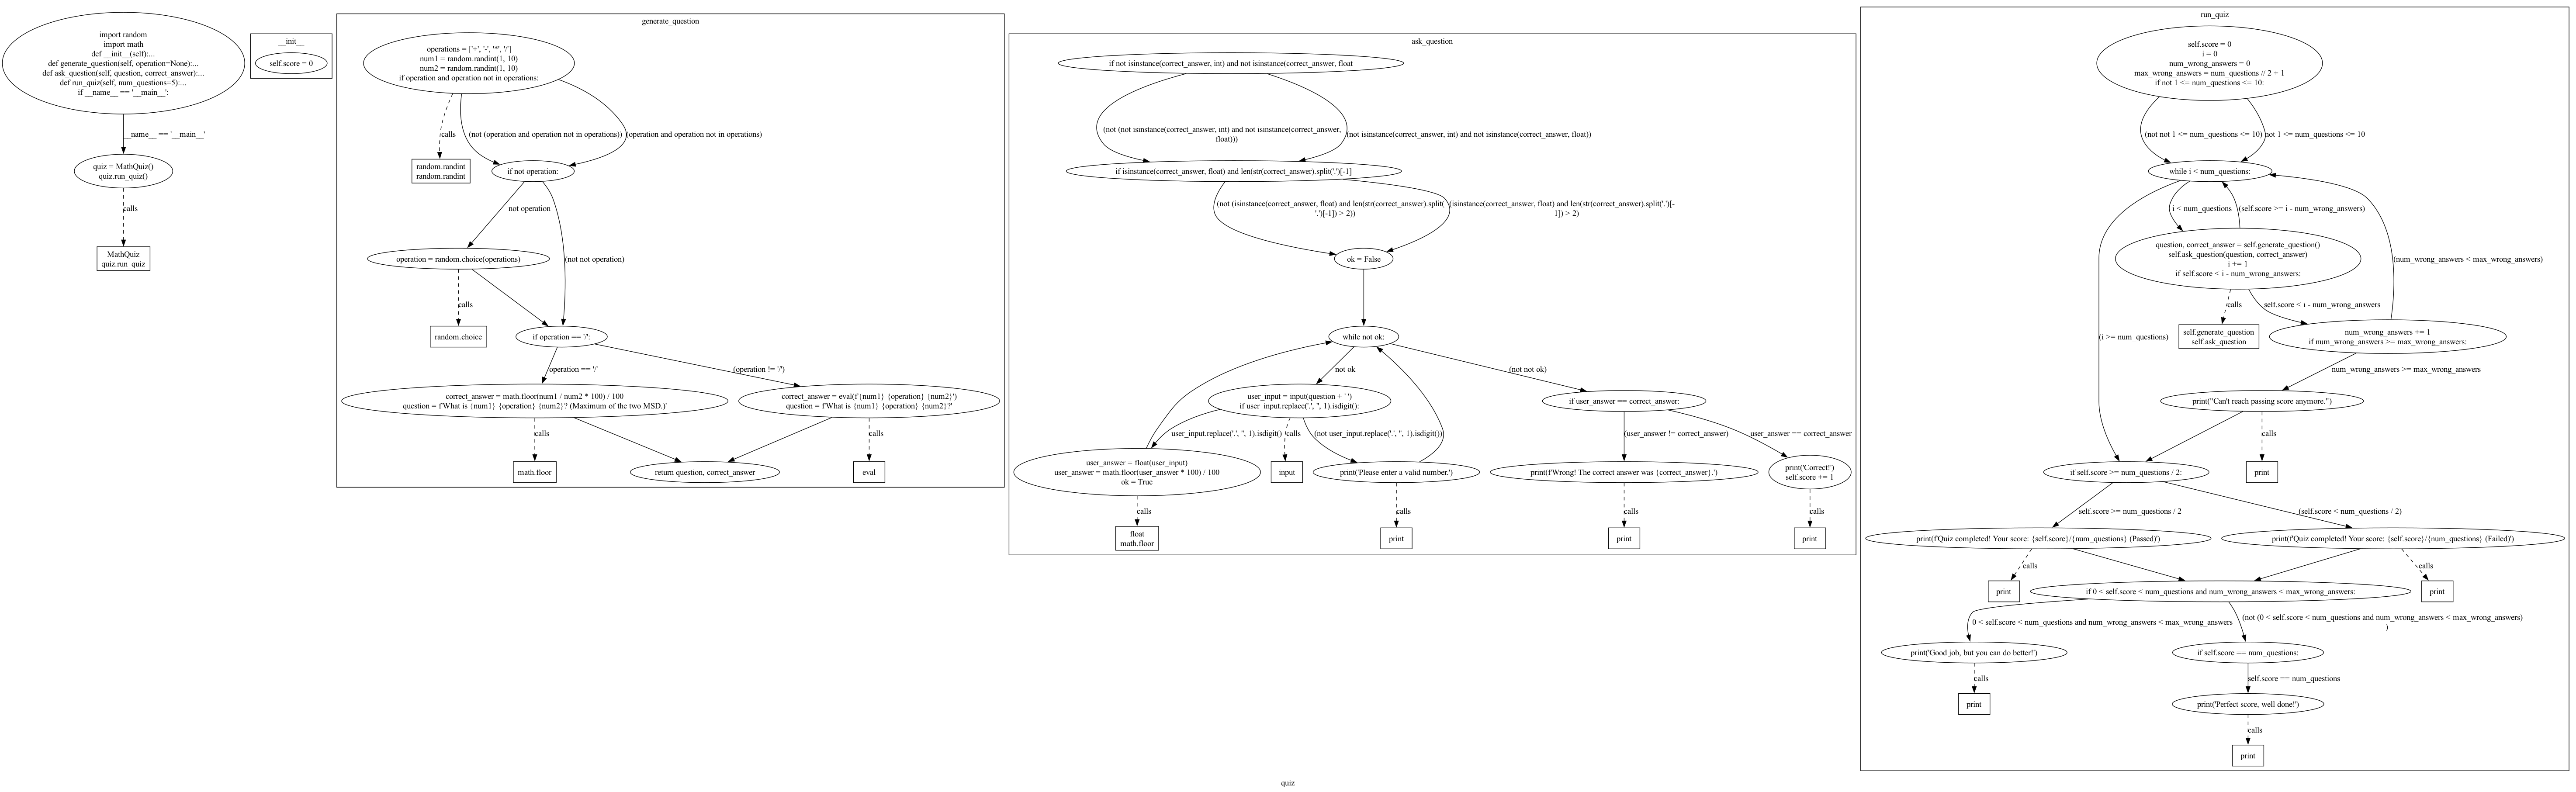 import random
import math
def __init__(self):...
def generate_question(self, operation=None):...
def ask_question(self, question, correct_answer):...
def run_quiz(self, num_questions=5):...
if __name__ == '__main__':
__name__ == '__main__'
quiz = MathQuiz()
quiz.run_quiz()
calls
MathQuiz
quiz.run_quiz
__init__
self.score = 0
generate_question
operations = ['+', '-', '*', '/']
num1 = random.randint(1, 10)
num2 = random.randint(1, 10)
if operation and operation not in operations:
calls
(not (operation and operation not in operations))
(operation and operation not in operations)
random.randint
random.randint
if not operation:
not operation
operation = random.choice(operations)
(not not operation)
calls
random.choice
if operation == '/':
operation == '/'
(operation != '/')
correct_answer = math.floor(num1 / num2 * 100) / 100
question = f'What is {num1} {operation} {num2}? (Maximum of the two MSD.)'
correct_answer = eval(f'{num1} {operation} {num2}')
question = f'What is {num1} {operation} {num2}?'
calls
calls
math.floor
return question, correct_answer
eval
ask_question
if not isinstance(correct_answer, int) and not isinstance(correct_answer, float
(not (not isinstance(correct_answer, int) and not isinstance(correct_answer,
float)))
(not isinstance(correct_answer, int) and not isinstance(correct_answer, float))
if isinstance(correct_answer, float) and len(str(correct_answer).split('.')[-1]
(not (isinstance(correct_answer, float) and len(str(correct_answer).split(
'.')[-1]) > 2))
(isinstance(correct_answer, float) and len(str(correct_answer).split('.')[-
1]) > 2)
ok = False
while not ok:
not ok
(not not ok)
user_input = input(question + ' ')
if user_input.replace('.', '', 1).isdigit():
if user_answer == correct_answer:
user_input.replace('.', '', 1).isdigit()
calls
(not user_input.replace('.', '', 1).isdigit())
(user_answer != correct_answer)
user_answer == correct_answer
user_answer = float(user_input)
user_answer = math.floor(user_answer * 100) / 100
ok = True
input
print('Please enter a valid number.')
print(f'Wrong! The correct answer was {correct_answer}.')
print('Correct!')
self.score += 1
calls
calls
calls
calls
float
math.floor
print
print
print
run_quiz
self.score = 0
i = 0
num_wrong_answers = 0
max_wrong_answers = num_questions // 2 + 1
if not 1 <= num_questions <= 10:
(not not 1 <= num_questions <= 10)
not 1 <= num_questions <= 10
while i < num_questions:
i < num_questions
(self.score >= i - num_wrong_answers)
question, correct_answer = self.generate_question()
self.ask_question(question, correct_answer)
i += 1
if self.score < i - num_wrong_answers:
(num_wrong_answers < max_wrong_answers)
calls
self.score < i - num_wrong_answers
(i >= num_questions)
self.generate_question
self.ask_question
num_wrong_answers += 1
if num_wrong_answers >= max_wrong_answers:
num_wrong_answers >= max_wrong_answers
print("Can't reach passing score anymore.")
calls
if self.score >= num_questions / 2:
print
self.score >= num_questions / 2
(self.score < num_questions / 2)
print(f'Quiz completed! Your score: {self.score}/{num_questions} (Passed)')
print(f'Quiz completed! Your score: {self.score}/{num_questions} (Failed)')
calls
calls
print
if 0 < self.score < num_questions and num_wrong_answers < max_wrong_answers:
print
0 < self.score < num_questions and num_wrong_answers < max_wrong_answers
(not (0 < self.score < num_questions and num_wrong_answers < max_wrong_answers)
)
print('Good job, but you can do better!')
if self.score == num_questions:
calls
self.score == num_questions
print
print('Perfect score, well done!')
calls
print
quiz